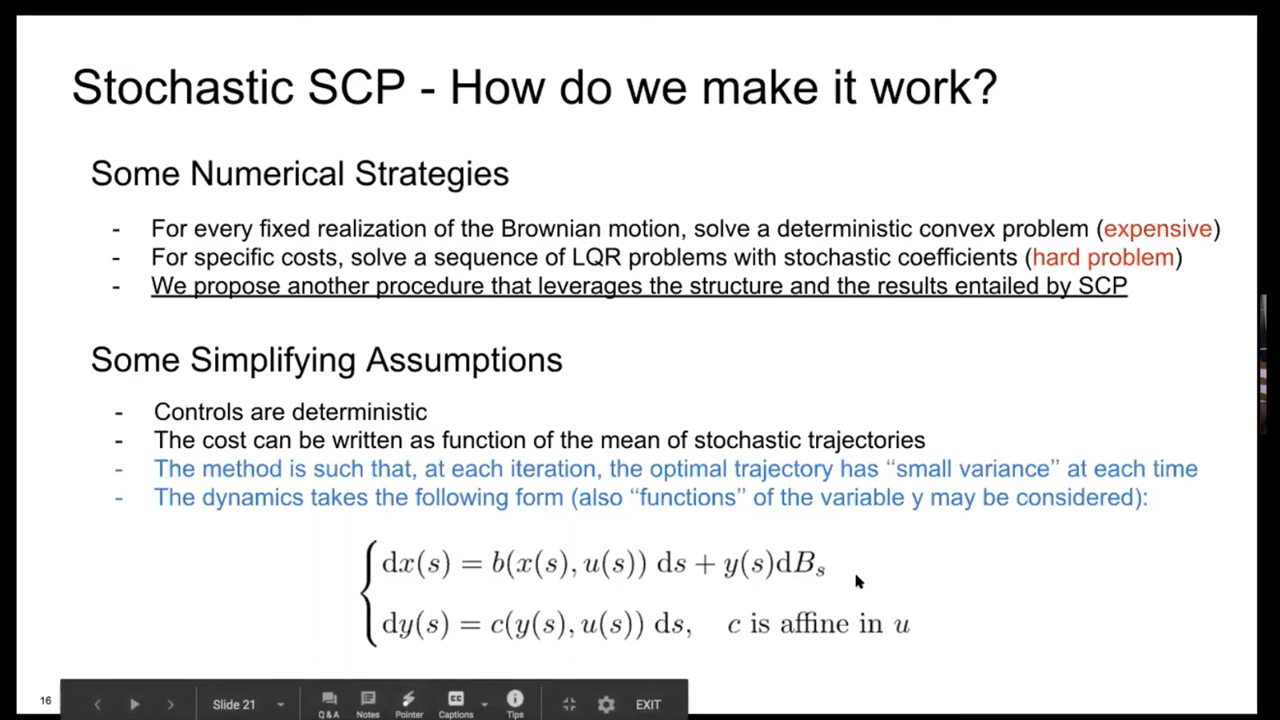 Stochastic SCP - How do we make it work?
Some Numerical Strategies
- For every fixed realization of the Brownian motion, solve a deterministic convex problem (expensive)
- For specific costs, solve a sequence of LQR problems with stochastic coefficients (hard problem)
- We propose another procedure that leverages the structure and the results entailed by SCP
Some Simplifying Assumptions
- Controls are deterministic
- The cost can be written as function of the mean of stochastic trajectories
- The method is such that, at each iteration, the optimal trajectory has “small variance” at each time
- The dynamics takes the following form (also “functions” of the variable y may be considered):
dx(s) = b(x(s), u(s)) ds + y(s)dB_s
dy(s) = c(y(s), u(s)) ds, c is affine in u
16
Slide 21
Q&A Notes Pointer Captions Tips EXIT